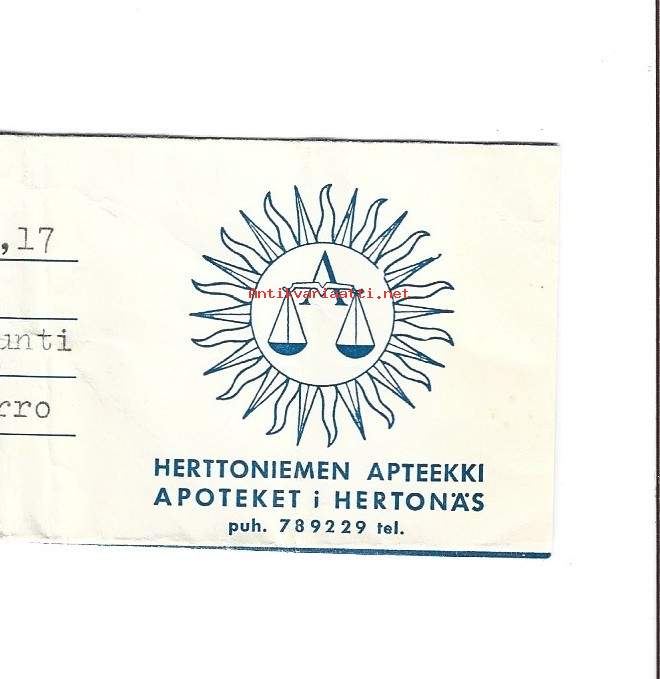 ,17
unti
rro
A
Antikvariaatti.net
HERTTONIEMEN APTEEKKI
APOTEKET i HERTONÄS
puh. 789229 tel.